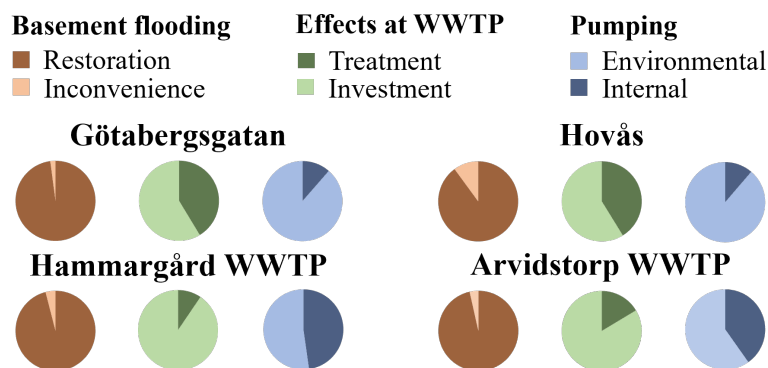 Basement flooding
Restoration
Inconvenience
Effects at WWTP
Treatment
Investment
Pumping
Environmental
Internal
Götabergsgatan
Hovås
Hammargård WWTP
Arvidstorp WWTP